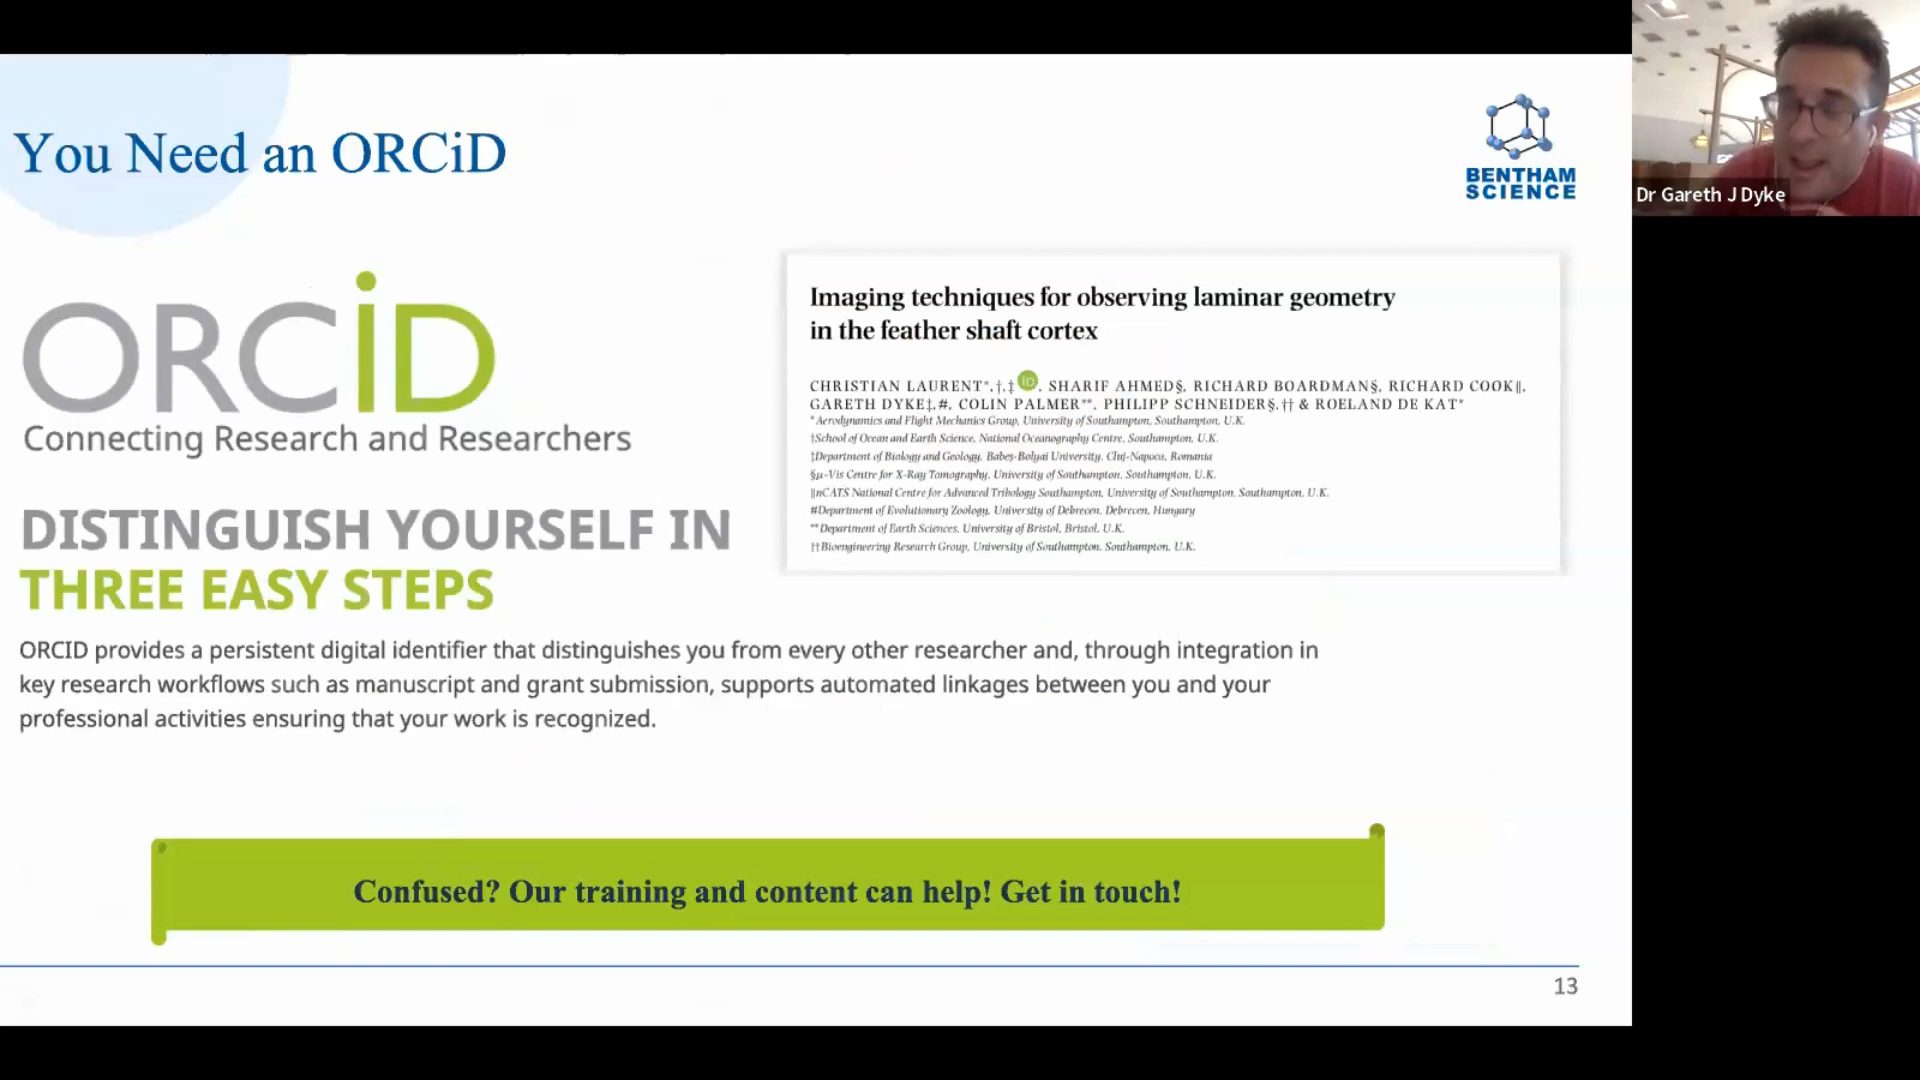 You Need an ORCiD
BENTHAM
SCIENCE
Dr Gareth J Dyke
ORCiD
Connecting Research and Researchers
DISTINGUISH YOURSELF IN
THREE EASY STEPS
Imaging techniques for observing laminar geometry
in the feather shaft cortex
CHRISTIAN LAURENT*,†,‡ iD, SHARIF AHMED§, RICHARD BOARDMAN§, RICHARD COOK‖,
GARETH DYKE‡,#, COLIN PALMER**, PHILIPP SCHNEIDER§,†† & ROELAND DE KAT*
*Aerodynamics and Flight Mechanics Group, University of Southampton, Southampton, U.K.
†School of Ocean and Earth Science, National Oceanography Centre, Southampton, U.K.
‡Department of Biology and Geology, Babeș-Bolyai University, Cluj-Napoca, Romania
§µ-Vis Centre for X-Ray Tomography, University of Southampton, Southampton, U.K.
‖nCATS National Centre for Advanced Tribology Southampton, University of Southampton, Southampton, U.K.
#Department of Evolutionary Zoology, University of Debrecen, Debrecen, Hungary
**Department of Earth Sciences, University of Bristol, Bristol, U.K.
††Bioengineering Research Group, University of Southampton, Southampton, U.K.
ORCID provides a persistent digital identifier that distinguishes you from every other researcher and, through integration in
key research workflows such as manuscript and grant submission, supports automated linkages between you and your
professional activities ensuring that your work is recognized.
Confused? Our training and content can help! Get in touch!
13